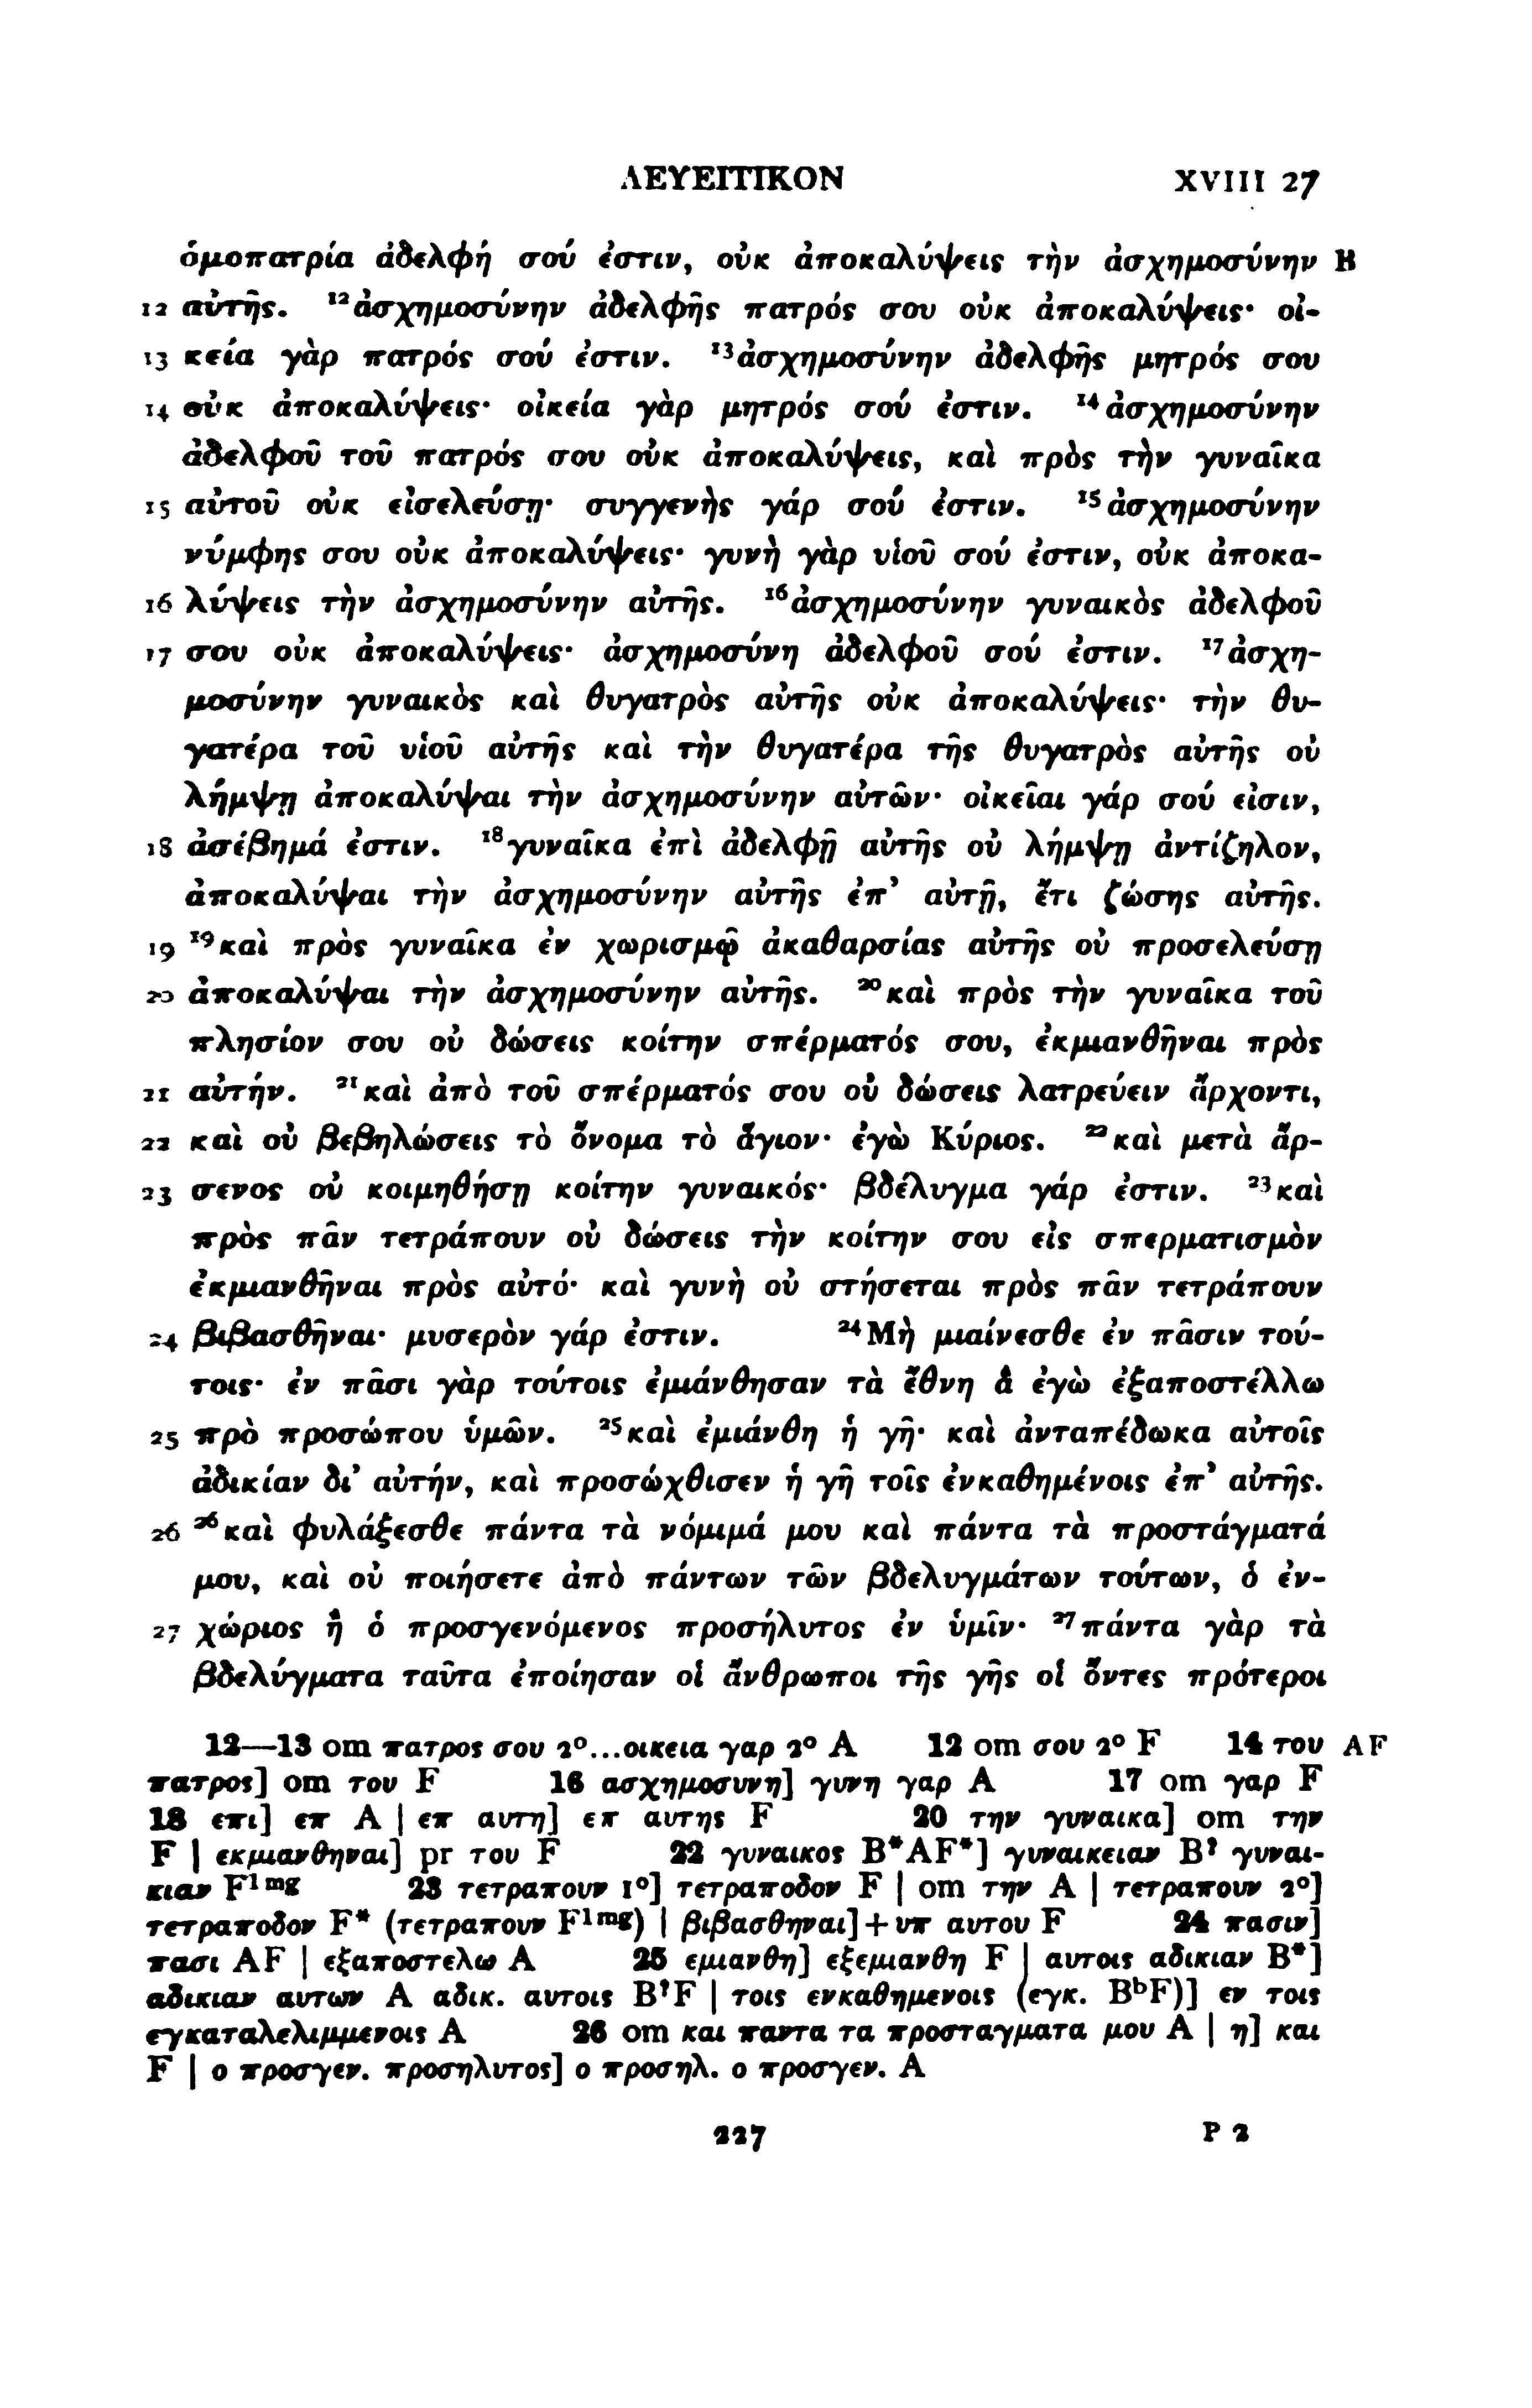 ΛΕΥΕΙΤΙΚΟΝ XVIII 27
ὁμοπατρία ἀδελφή σού ἐστιν, οὐκ ἀποκαλύψεις τὴν ἀσχημοσύνην B
12 αὐτῆς. ¹²ἀσχημοσύνην ἀδελφῆς πατρός σου οὐκ ἀποκαλύψεις· οἰ-
13 κεία γὰρ πατρός σού ἐστιν. ¹³ἀσχημοσύνην ἀδελφῆς μητρός σου
14 οὐκ ἀποκαλύψεις· οἰκεία γὰρ μητρός σού ἐστιν. ¹⁴ἀσχημοσύνην
ἀδελφοῦ τοῦ πατρός σου οὐκ ἀποκαλύψεις, καὶ πρὸς τὴν γυναῖκα
15 αὐτοῦ οὐκ εἰσελεύσῃ· συγγενὴς γάρ σού ἐστιν. ¹⁵ἀσχημοσύνην
νύμφης σου οὐκ ἀποκαλύψεις· γυνὴ γὰρ υἱοῦ σού ἐστιν, οὐκ ἀποκα-
16 λύψεις τὴν ἀσχημοσύνην αὐτῆς. ¹⁶ἀσχημοσύνην γυναικὸς ἀδελφοῦ
17 σου οὐκ ἀποκαλύψεις· ἀσχημοσύνη ἀδελφοῦ σού ἐστιν. ¹⁷ἀσχη-
μοσύνην γυναικὸς καὶ θυγατρὸς αὐτῆς οὐκ ἀποκαλύψεις· τὴν θυ-
γατέρα τοῦ υἱοῦ αὐτῆς καὶ τὴν θυγατέρα τῆς θυγατρὸς αὐτῆς οὐ
λήμψῃ ἀποκαλύψαι τὴν ἀσχημοσύνην αὐτῶν· οἰκεῖαι γάρ σού εἰσιν,
18 ἀσέβημά ἐστιν. ¹⁸γυναῖκα ἐπὶ ἀδελφῇ αὐτῆς οὐ λήμψῃ ἀντίζηλον,
ἀποκαλύψαι τὴν ἀσχημοσύνην αὐτῆς ἐπ’ αὐτῇ, ἔτι ζώσης αὐτῆς.
19 ¹⁹καὶ πρὸς γυναῖκα ἐν χωρισμῷ ἀκαθαρσίας αὐτῆς οὐ προσελεύσῃ
20 ἀποκαλύψαι τὴν ἀσχημοσύνην αὐτῆς. ²⁰καὶ πρὸς τὴν γυναῖκα τοῦ
πλησίον σου οὐ δώσεις κοίτην σπέρματός σου, ἐκμιανθῆναι πρὸς
21 αὐτήν. ²¹καὶ ἀπὸ τοῦ σπέρματός σου οὐ δώσεις λατρεύειν ἄρχοντι,
22 καὶ οὐ βεβηλώσεις τὸ ὄνομα τὸ ἅγιον· ἐγὼ Κύριος. ²²καὶ μετὰ ἄρ-
23 σενος οὐ κοιμηθήσῃ κοίτην γυναικός· βδέλυγμα γάρ ἐστιν. ²³καὶ
πρὸς πᾶν τετράπουν οὐ δώσεις τὴν κοίτην σου εἰς σπερματισμὸν
ἐκμιανθῆναι πρὸς αὐτό· καὶ γυνὴ οὐ στήσεται πρὸς πᾶν τετράπουν
24 βιβασθῆναι· μυσερὸν γάρ ἐστιν. ²⁴Μὴ μιαίνεσθε ἐν πᾶσιν τού-
τοις· ἐν πᾶσι γὰρ τούτοις ἐμιάνθησαν τὰ ἔθνη ἃ ἐγὼ ἐξαποστέλλω
25 πρὸ προσώπου ὑμῶν. ²⁵καὶ ἐμιάνθη ἡ γῆ· καὶ ἀνταπέδωκα αὐτοῖς
ἀδικίαν δι’ αὐτήν, καὶ προσώχθισεν ἡ γῆ τοῖς ἐνκαθημένοις ἐπ’ αὐτῆς.
26 ²⁶καὶ φυλάξεσθε πάντα τὰ νόμιμά μου καὶ πάντα τὰ προστάγματά
μου, καὶ οὐ ποιήσετε ἀπὸ πάντων τῶν βδελυγμάτων τούτων, ὁ ἐν-
27 χώριος ἢ ὁ προσγενόμενος προσήλυτος ἐν ὑμῖν· ²⁷πάντα γὰρ τὰ
βδελύγματα ταῦτα ἐποίησαν οἱ ἄνθρωποι τῆς γῆς οἱ ὄντες πρότεροι
12—13 om πατρος σου 2°...οικεια γαρ 2° A 12 om σου 2° F 14 του A F
πατρος] om του F 16 ασχημοσυνη] γυνη γαρ A 17 om γαρ F
18 επι] επ A | επ αυτη] επ αυτης F 20 την γυναικα] om την
F | εκμιανθηναι] pr του F 22 γυναικος B*AF*] γυναικειαν B? γυναι-
κιαν F¹ᵐᵍ 23 τετραπουν 1°] τετραποδον F | om την A | τετραπουν 2°]
τετραποδον F* (τετραπουν F¹ᵐᵍ) | βιβασθηναι]+υπ αυτου F 24 πασιν]
πασι AF | εξαποστελω A 25 εμιανθη] εξεμιανθη F | αυτοις αδικιαν B*]
αδικιαν αυτων A αδικ. αυτοις B?F | τοις ενκαθημενοις (εγκ. BᵇF)] εν τοις
εγκαταλελιμμενοις A 26 om και παντα τα προσταγματα μου A | η] και
F | ο προσγεν. προσηλυτος] ο προσηλ. ο προσγεν. A
227 P 2